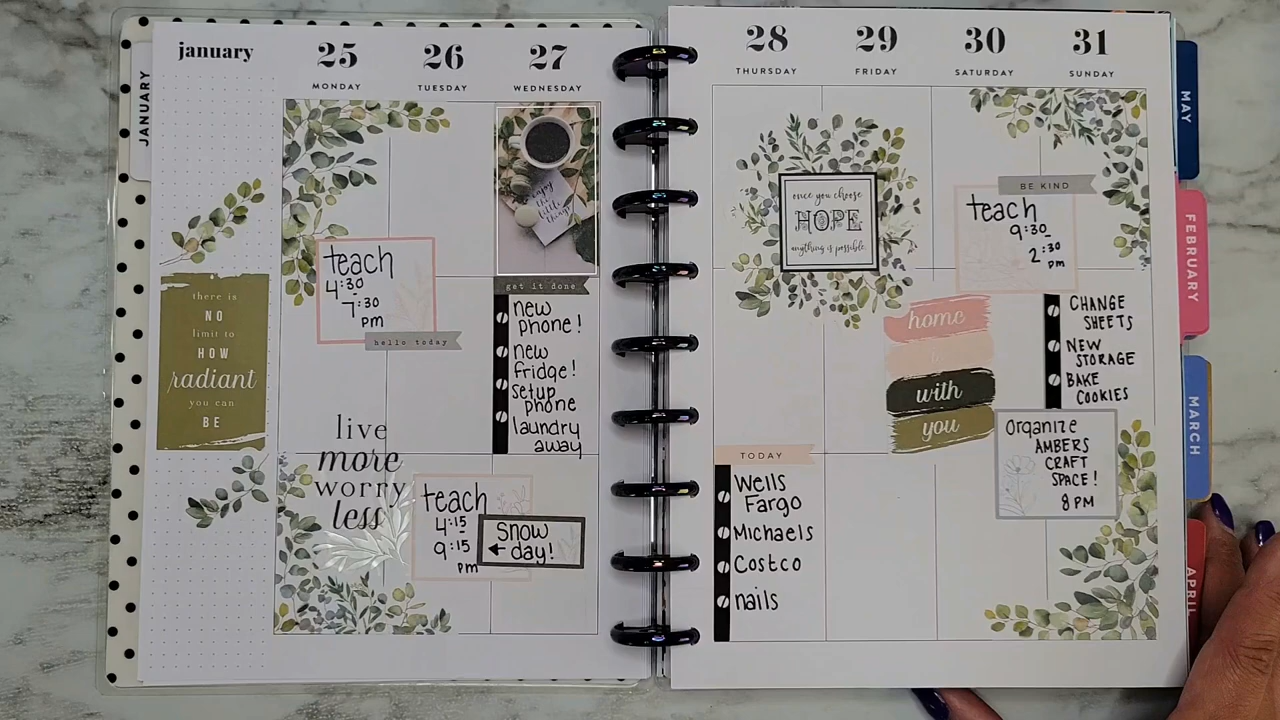 january
JANUARY
25
MONDAY
26
TUESDAY
27
WEDNESDAY
there is
NO
limit to
HOW
radiant
you can
BE
teach
4:30
7:30
pm
hello today
live
more
worry
less
teach
4:15
9:15
pm
snow
day!
get it done
new
phone!
new
fridge!
setup
phone
laundry
away
28
THURSDAY
29
FRIDAY
30
SATURDAY
31
SUNDAY
once you choose
HOPE
anything is possible.
TODAY
Wells
Fargo
Michaels
Costco
nails
home
with
you
BE KIND
teach
9:30
2:30
pm
CHANGE
SHEETS
NEW
STORAGE
BAKE
COOKIES
Organize
AMBERS
CRAFT
SPACE!
8 PM
MAY
FEBRUARY
MARCH
APRIL